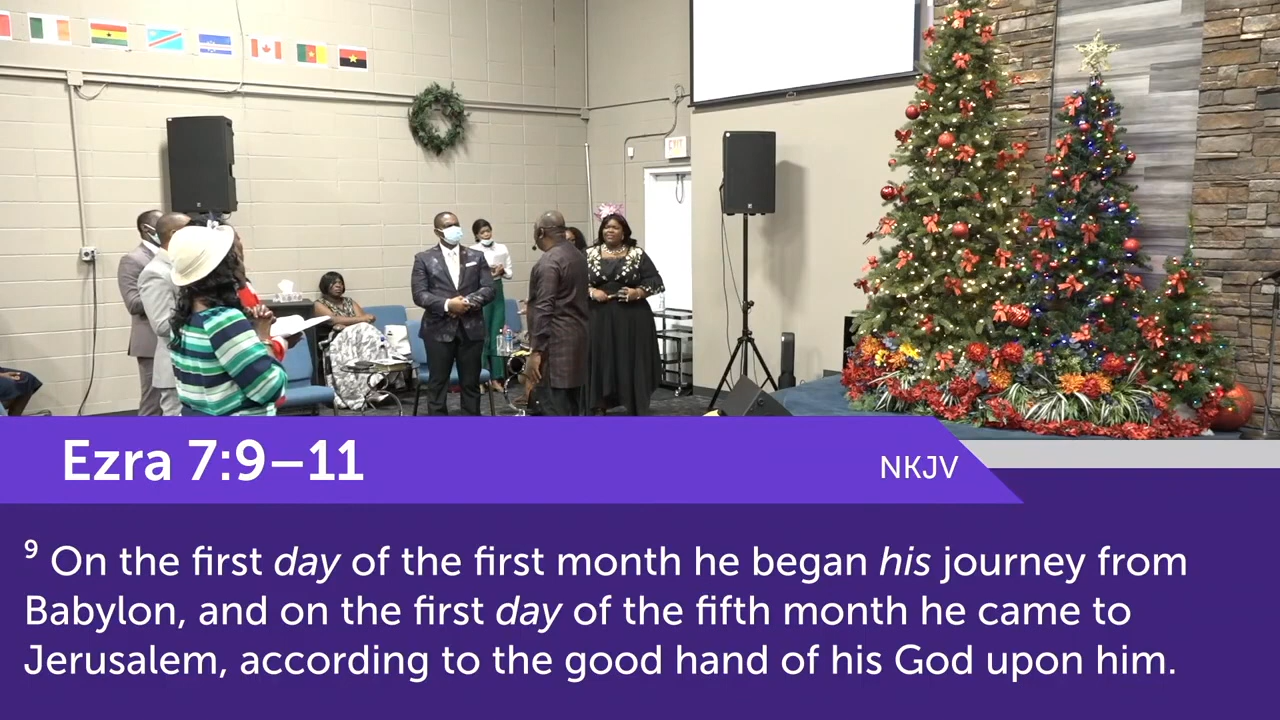 EXIT
Ezra 7:9–11
NKJV
9 On the first day of the first month he began his journey from
Babylon, and on the first day of the fifth month he came to
Jerusalem, according to the good hand of his God upon him.